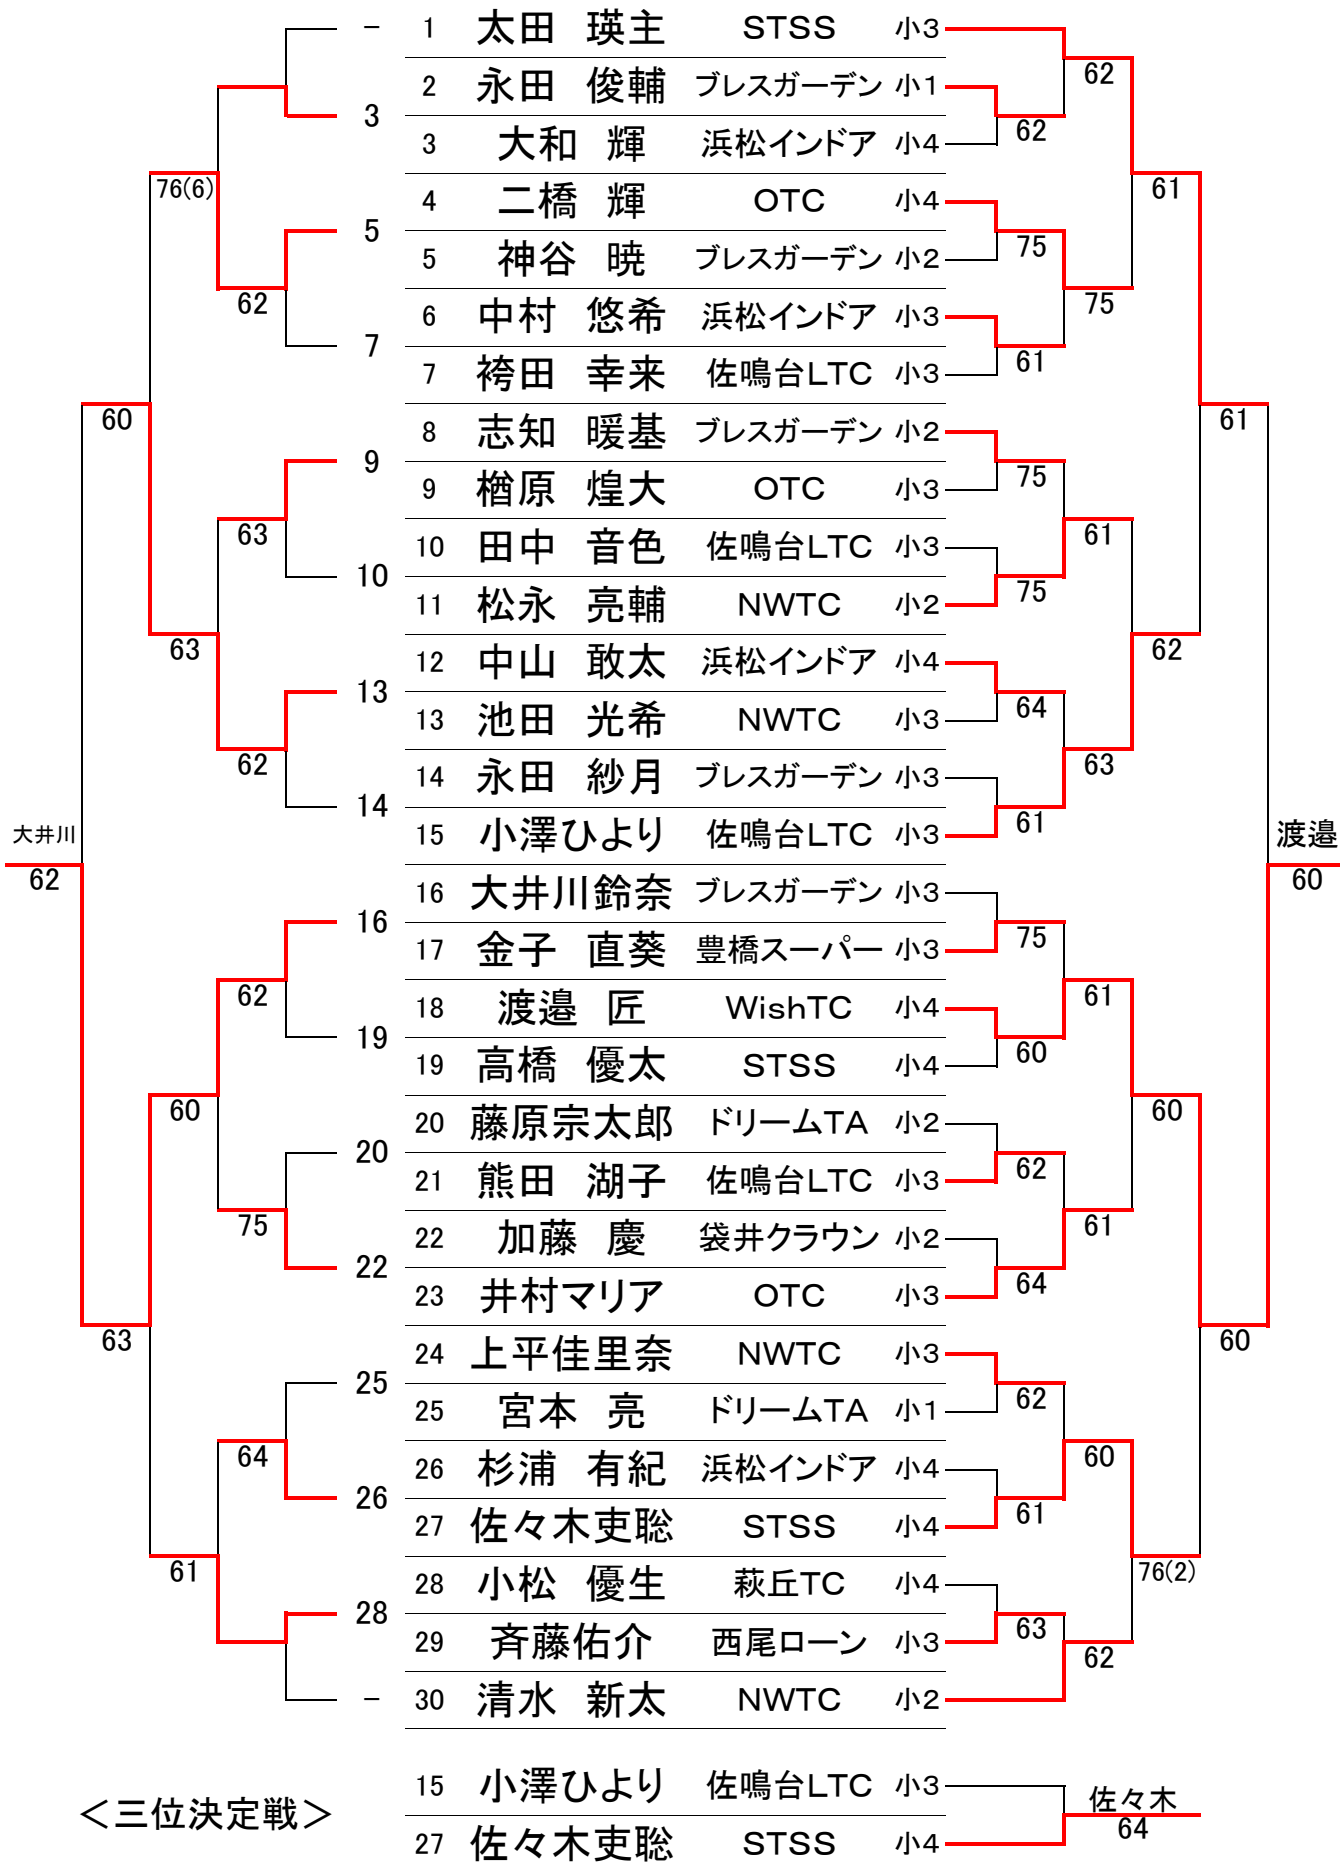 － 1 太田　瑛主 STSS 小3
62
2 永田　俊輔 ブレスガーデン 小1
3 62
3 大和　輝 浜松インドア 小4
76(6) 61
4 二橋　輝 OTC 小4
5 75
5 神谷　暁 ブレスガーデン 小2
62 75
6 中村　悠希 浜松インドア 小3
7 61
7 袴田　幸来 佐鳴台LTC 小3
60 61
8 志知　暖基 ブレスガーデン 小2
9 75
9 楢原　煌大 OTC 小3
63 61
10 田中　音色 佐鳴台LTC 小3
10 75
11 松永　亮輔 NWTC 小2
63 62
12 中山　敢太 浜松インドア 小4
13 64
13 池田　光希 NWTC 小3
62 63
14 永田　紗月 ブレスガーデン 小3
14 61
大井川 15 小澤ひより 佐鳴台LTC 小3 渡邉
62 60
16 大井川鈴奈 ブレスガーデン 小3
16 75
17 金子　直葵 豊橋スーパー 小3
62 61
18 渡邉　匠 WishTC 小4
19 60
19 高橋　優太 STSS 小4
60 60
20 藤原宗太郎 ドリームTA 小2
20 62
21 熊田　湖子 佐鳴台LTC 小3
75 61
22 加藤　慶 袋井クラウン 小2
22 64
23 井村マリア OTC 小3
63 60
24 上平佳里奈 NWTC 小3
25 62
25 宮本　亮 ドリームTA 小1
64 60
26 杉浦　有紀 浜松インドア 小4
26 61
27 佐々木吏聡 STSS 小4
61 76(2)
28 小松　優生 萩丘TC 小4
28 63
29 斉藤佑介 西尾ローン 小3
62
－ 30 清水　新太 NWTC 小2
15 小澤ひより 佐鳴台LTC 小3
＜三位決定戦＞ 佐々木
64
27 佐々木吏聡 STSS 小4